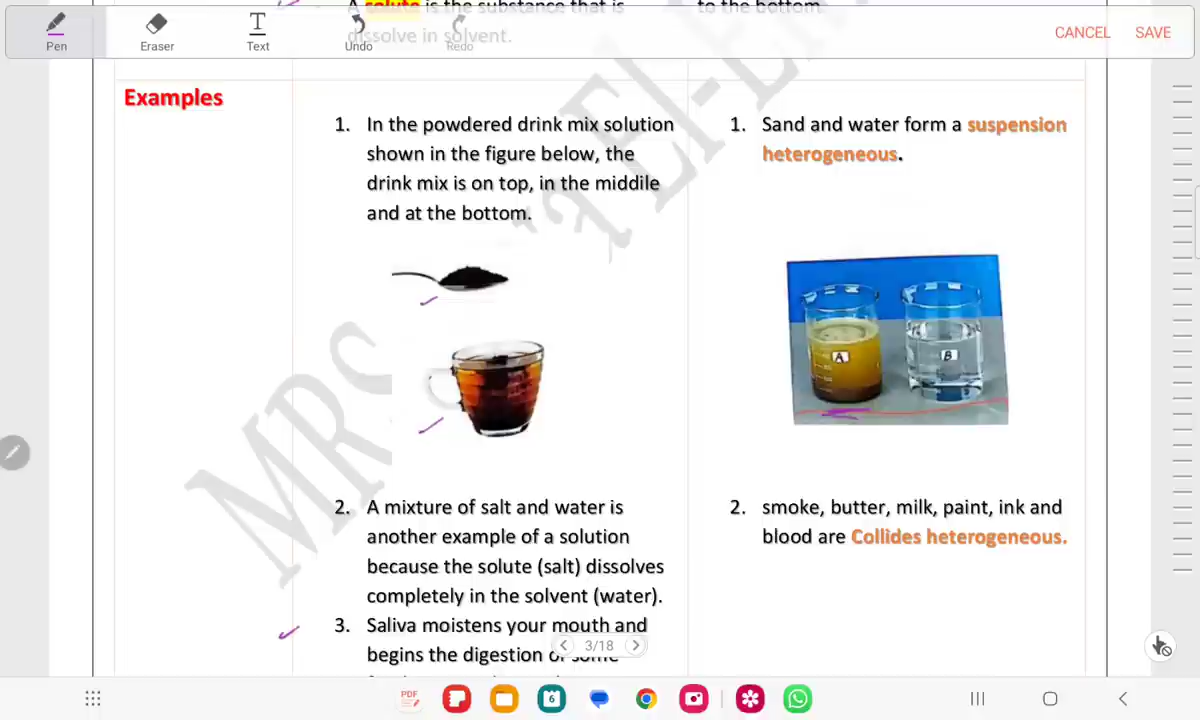 A solute is the substance that is
to the bottom.
dissolve in solvent.
Pen
Eraser
Text
Undo
Redo
CANCEL
SAVE
Examples
1. In the powdered drink mix solution
shown in the figure below, the
drink mix is on top, in the middile
and at the bottom.
1. Sand and water form a suspension
heterogeneous.
A
B
2. A mixture of salt and water is
another example of a solution
because the solute (salt) dissolves
completely in the solvent (water).
3. Saliva moistens your mouth and
begins the digestion of some
2. smoke, butter, milk, paint, ink and
blood are Collides heterogeneous.
3/18
MRS
PDF
6